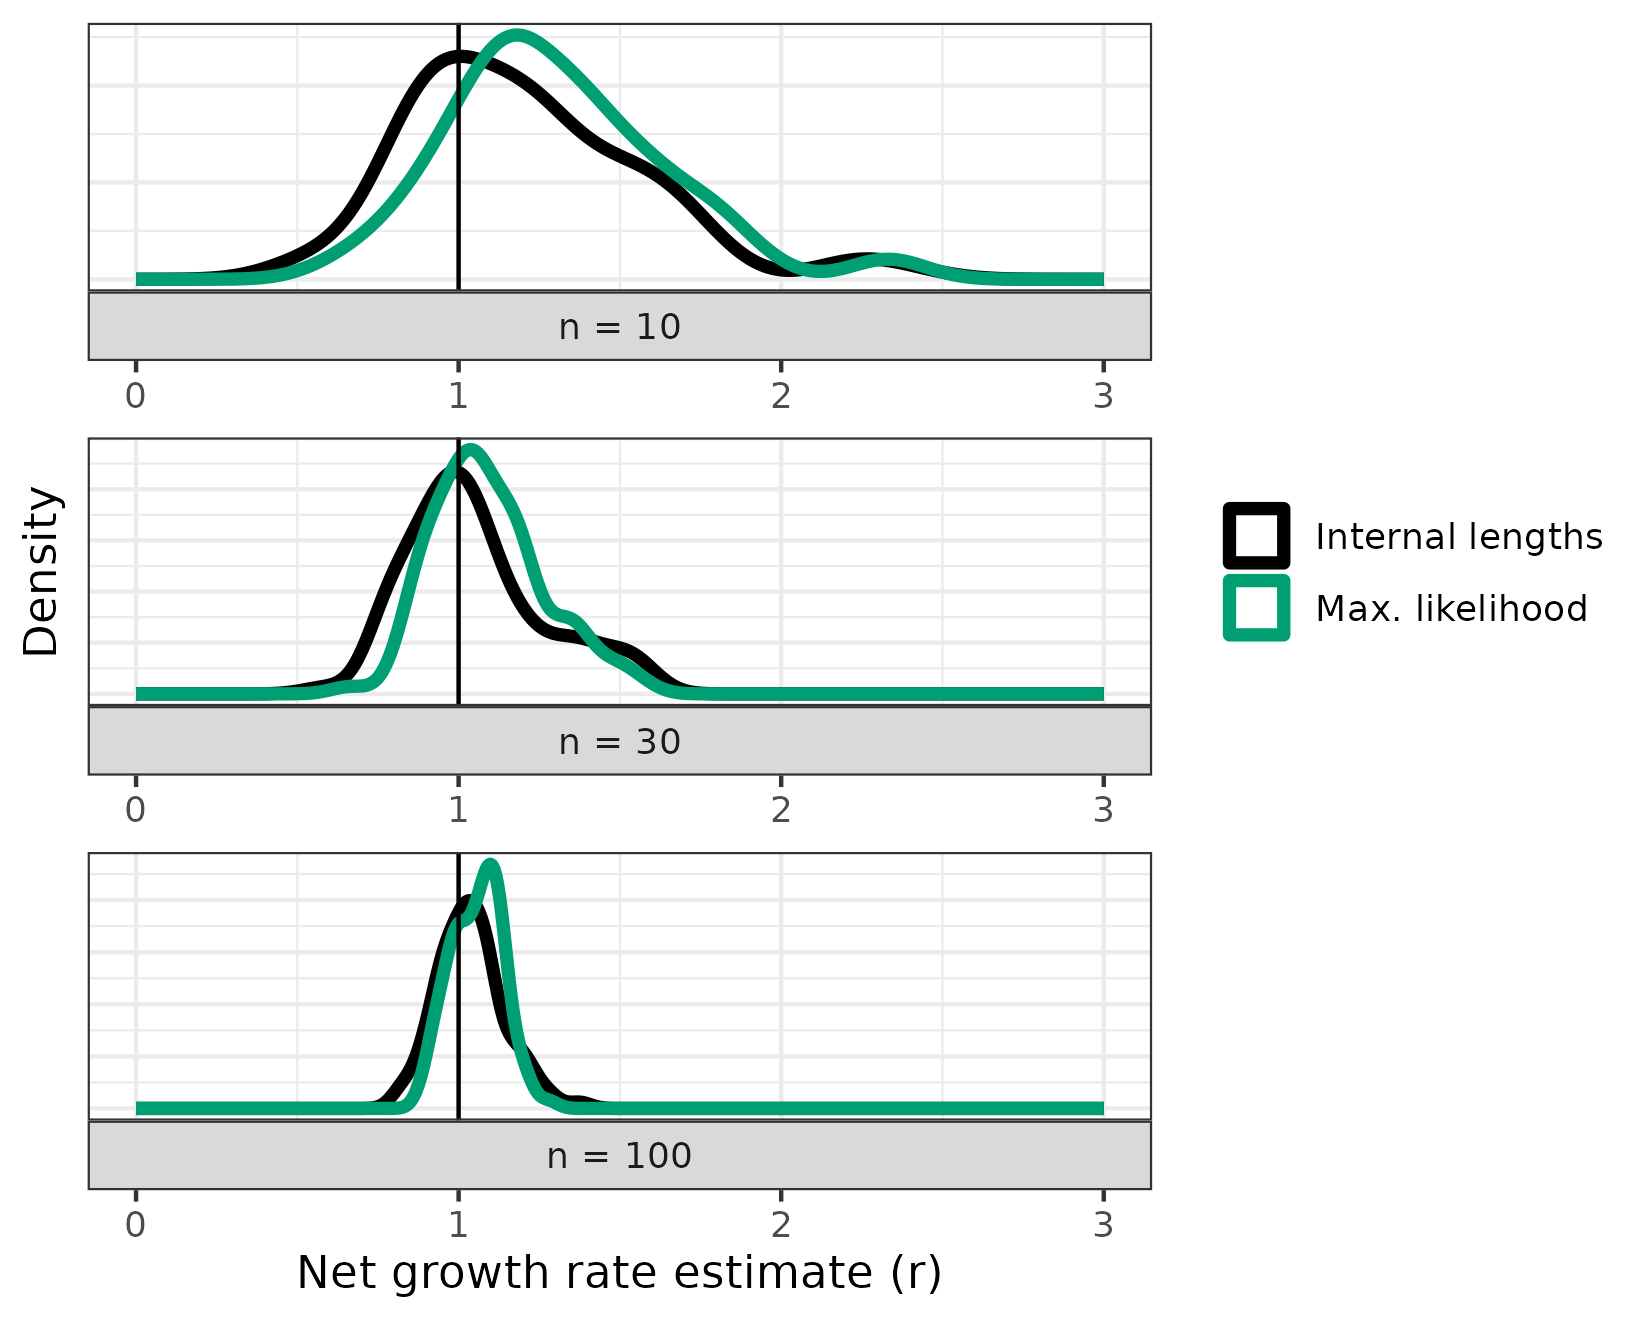 n = 10
0 1 2 3
n = 30
0 1 2 3
n = 100
0 1 2 3
Net growth rate estimate (r)
Density
Internal lengths
Max. likelihood